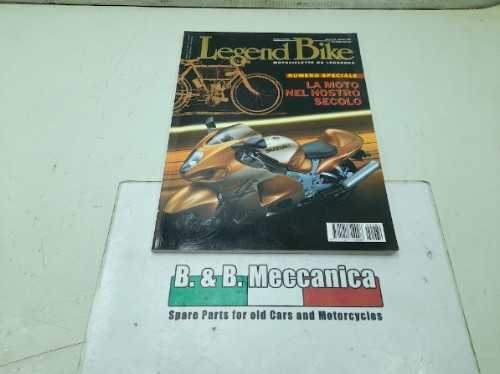 Legend Bike
MOTOCICLETTE DA LEGGENDA
NUMERO SPECIALE
LA MOTO
NEL NOSTRO
SECOLO
SUZUKI
B. & B. Meccanica
Spare Parts for old Cars and Motorcycles